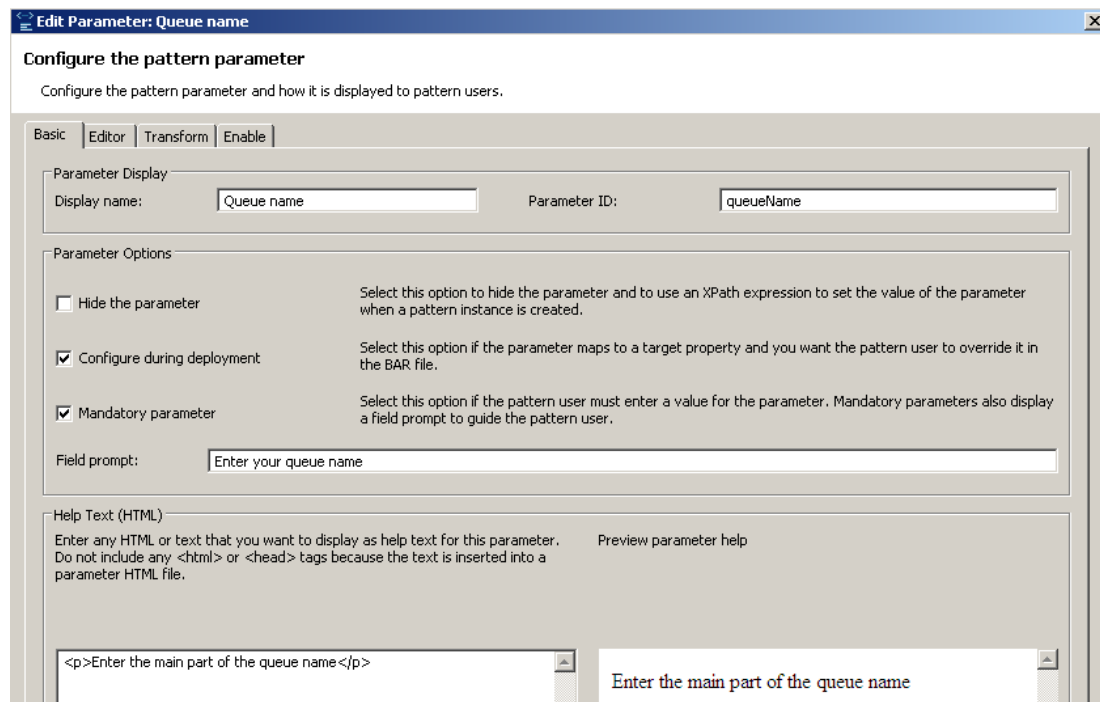 Edit Parameter: Queue name
Configure the pattern parameter
Configure the pattern parameter and how it is displayed to pattern users.
Basic Editor Transform Enable
Parameter Display
Display name: Queue name Parameter ID: queueName
Parameter Options
Hide the parameter
Select this option to hide the parameter and to use an XPath expression to set the value of the parameter
when a pattern instance is created.
Configure during deployment
Select this option if the parameter maps to a target property and you want the pattern user to override it in
the BAR file.
Mandatory parameter
Select this option if the pattern user must enter a value for the parameter. Mandatory parameters also display
a field prompt to guide the pattern user.
Field prompt: Enter your queue name
Help Text (HTML)
Enter any HTML or text that you want to display as help text for this parameter.
Do not include any <html> or <head> tags because the text is inserted into a
parameter HTML file.
Preview parameter help
<p>Enter the main part of the queue name</p>
Enter the main part of the queue name